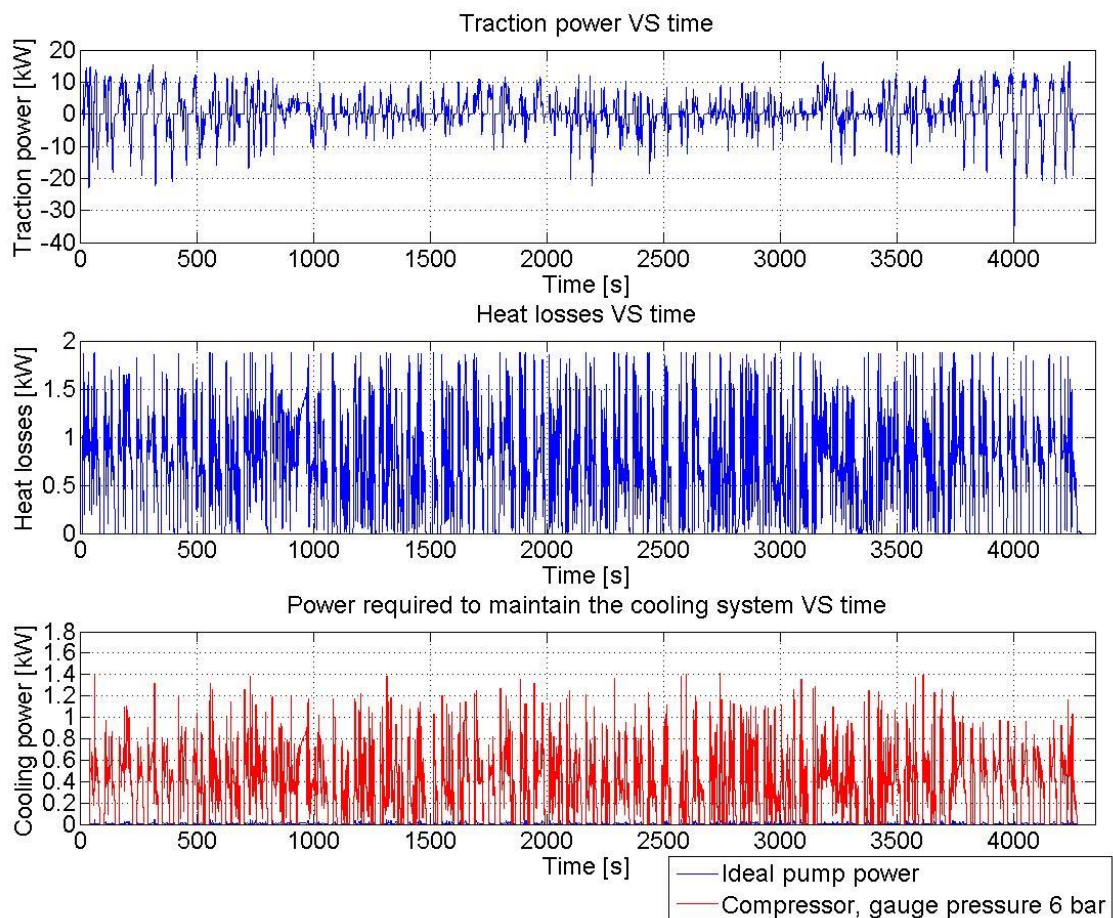 Traction power VS time
Traction power [kW]
20
10
0
-10
-20
-30
-40
0 500 1000 1500 2000 2500 3000 3500 4000
Time [s]
Heat losses VS time
Heat losses [kW]
2
1.5
1
0.5
0
0 500 1000 1500 2000 2500 3000 3500 4000
Time [s]
Power required to maintain the cooling system VS time
Cooling power [kW]
1.8
1.6
1.4
1.2
1
0.8
0.6
0.4
0.2
0
0 500 1000 1500 2000 2500 3000 3500 4000
Time [s]
Ideal pump power
Compressor, gauge pressure 6 bar